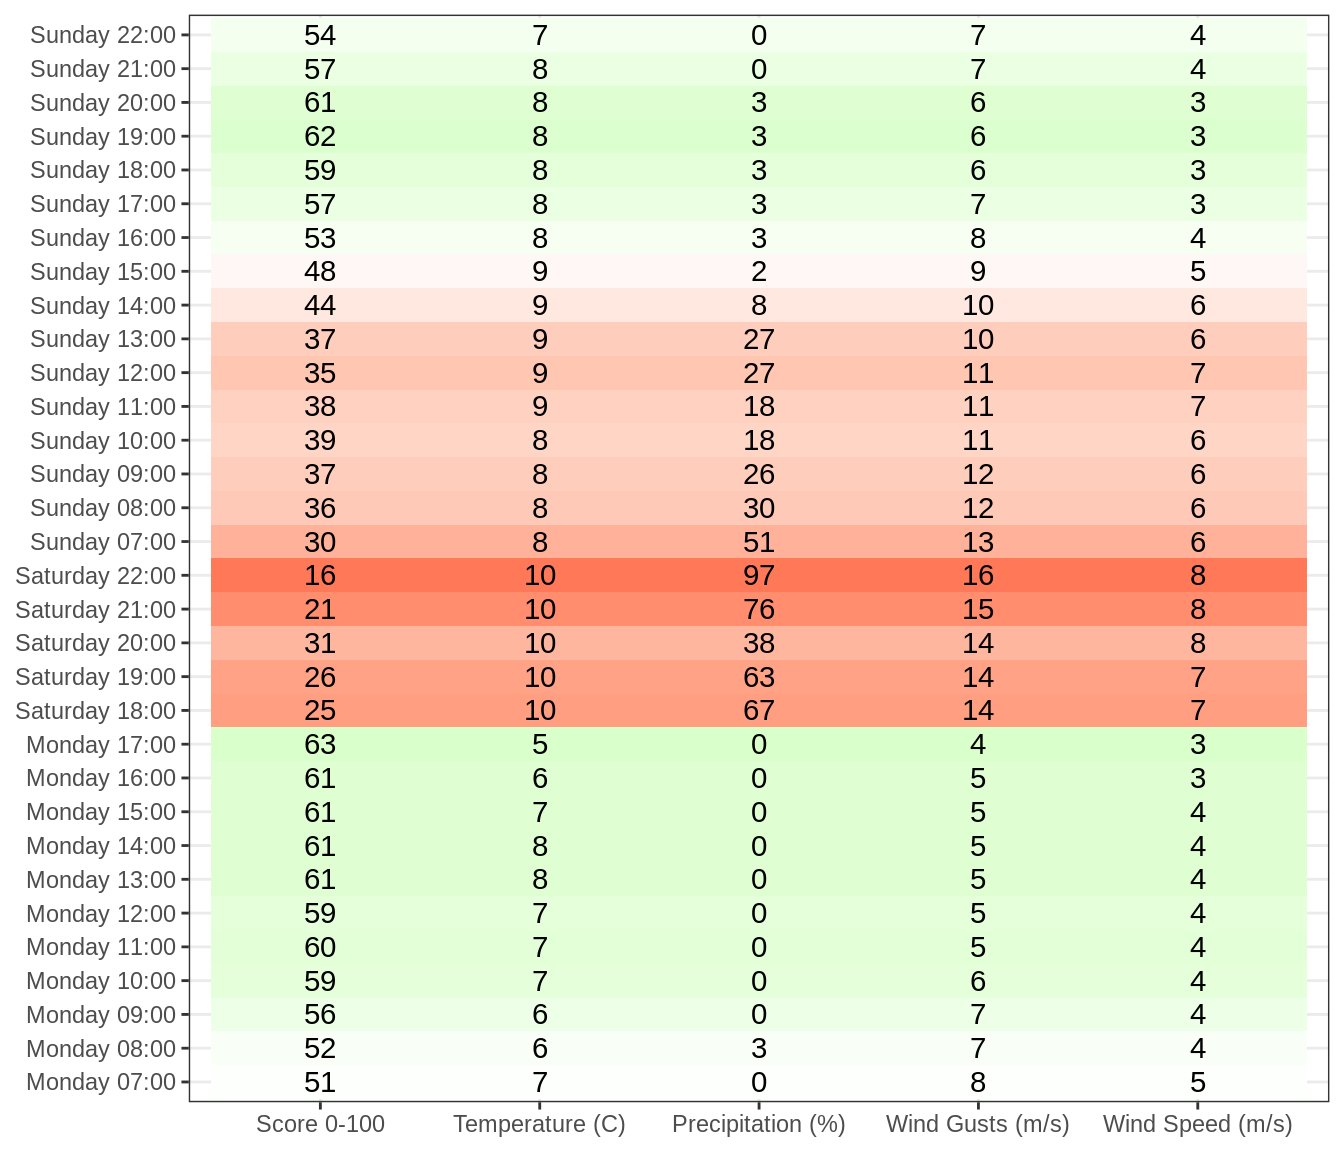 Sunday 22:00 54 7 0 7 4
Sunday 21:00 57 8 0 7 4
Sunday 20:00 61 8 3 6 3
Sunday 19:00 62 8 3 6 3
Sunday 18:00 59 8 3 6 3
Sunday 17:00 57 8 3 7 3
Sunday 16:00 53 8 3 8 4
Sunday 15:00 48 9 2 9 5
Sunday 14:00 44 9 8 10 6
Sunday 13:00 37 9 27 10 6
Sunday 12:00 35 9 27 11 7
Sunday 11:00 38 9 18 11 7
Sunday 10:00 39 8 18 11 6
Sunday 09:00 37 8 26 12 6
Sunday 08:00 36 8 30 12 6
Sunday 07:00 30 8 51 13 6
Saturday 22:00 16 10 97 16 8
Saturday 21:00 21 10 76 15 8
Saturday 20:00 31 10 38 14 8
Saturday 19:00 26 10 63 14 7
Saturday 18:00 25 10 67 14 7
Monday 17:00 63 5 0 4 3
Monday 16:00 61 6 0 5 3
Monday 15:00 61 7 0 5 4
Monday 14:00 61 8 0 5 4
Monday 13:00 61 8 0 5 4
Monday 12:00 59 7 0 5 4
Monday 11:00 60 7 0 5 4
Monday 10:00 59 7 0 6 4
Monday 09:00 56 6 0 7 4
Monday 08:00 52 6 3 7 4
Monday 07:00 51 7 0 8 5
Score 0-100 Temperature (C) Precipitation (%) Wind Gusts (m/s) Wind Speed (m/s)